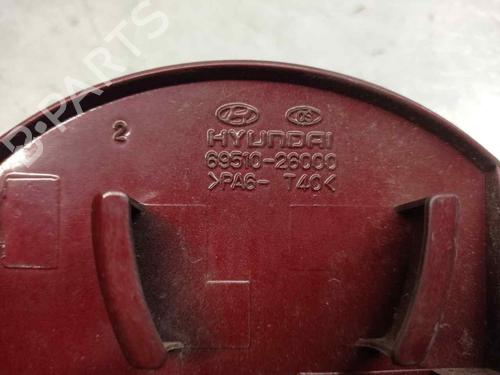 B-PARTS
2
HYUNDAI
69510-26000
>PA6- T40<